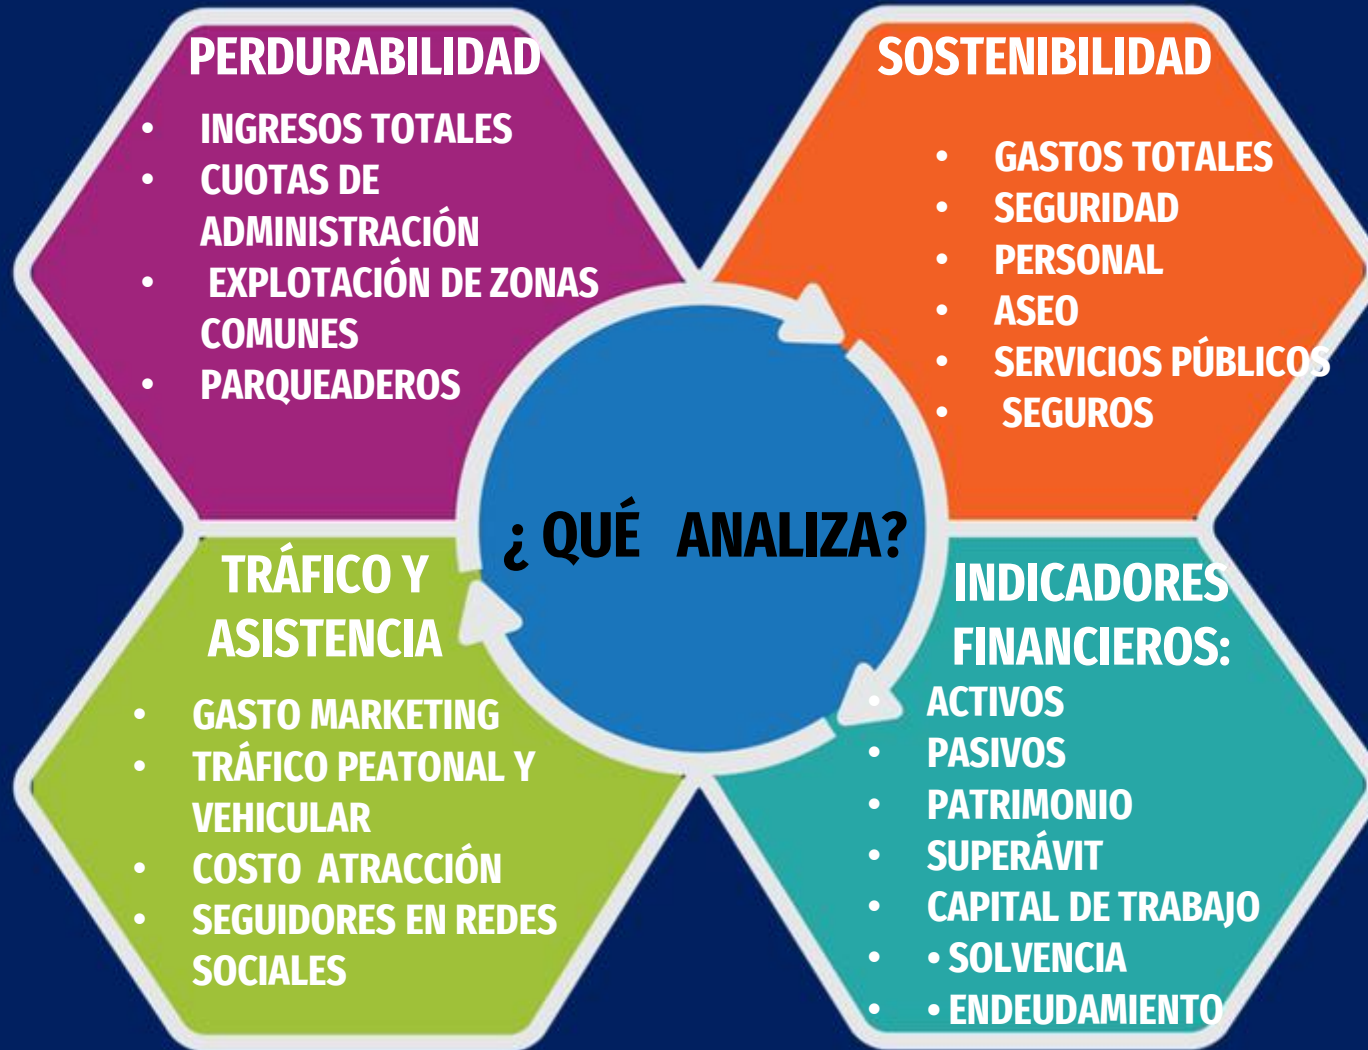 PERDURABILIDAD
• INGRESOS TOTALES
• CUOTAS DE
ADMINISTRACIÓN
• EXPLOTACIÓN DE ZONAS
COMUNES
• PARQUEADEROS
SOSTENIBILIDAD
• GASTOS TOTALES
• SEGURIDAD
• PERSONAL
• ASEO
• SERVICIOS PÚBLICOS
• SEGUROS
¿ QUÉ ANALIZA?
TRÁFICO Y
ASISTENCIA
• GASTO MARKETING
• TRÁFICO PEATONAL Y
VEHICULAR
• COSTO ATRACCIÓN
• SEGUIDORES EN REDES
SOCIALES
INDICADORES
FINANCIEROS:
• ACTIVOS
• PASIVOS
• PATRIMONIO
• SUPERÁVIT
• CAPITAL DE TRABAJO
• • SOLVENCIA
• • ENDEUDAMIENTO